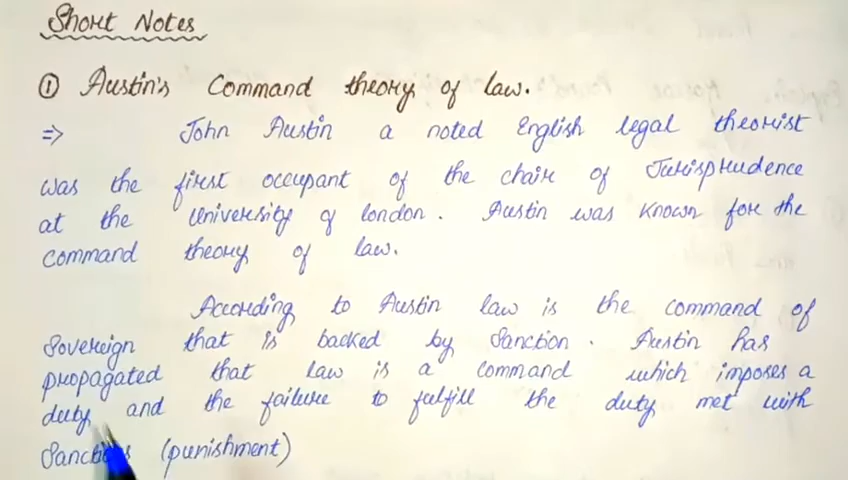 Short Notes
① Austin's Command theory of law.
⇒ John Austin a noted English legal theorist
was the first occupant of the chair of Jurisprudence
at the University of london. Austin was known for the
command theory of law.
According to Austin law is the command of
Sovereign that is backed by Sanction. Austin has
propagated that law is a command which imposes a
duty and the failure to fulfill the duty met with
Sanctions (punishment)